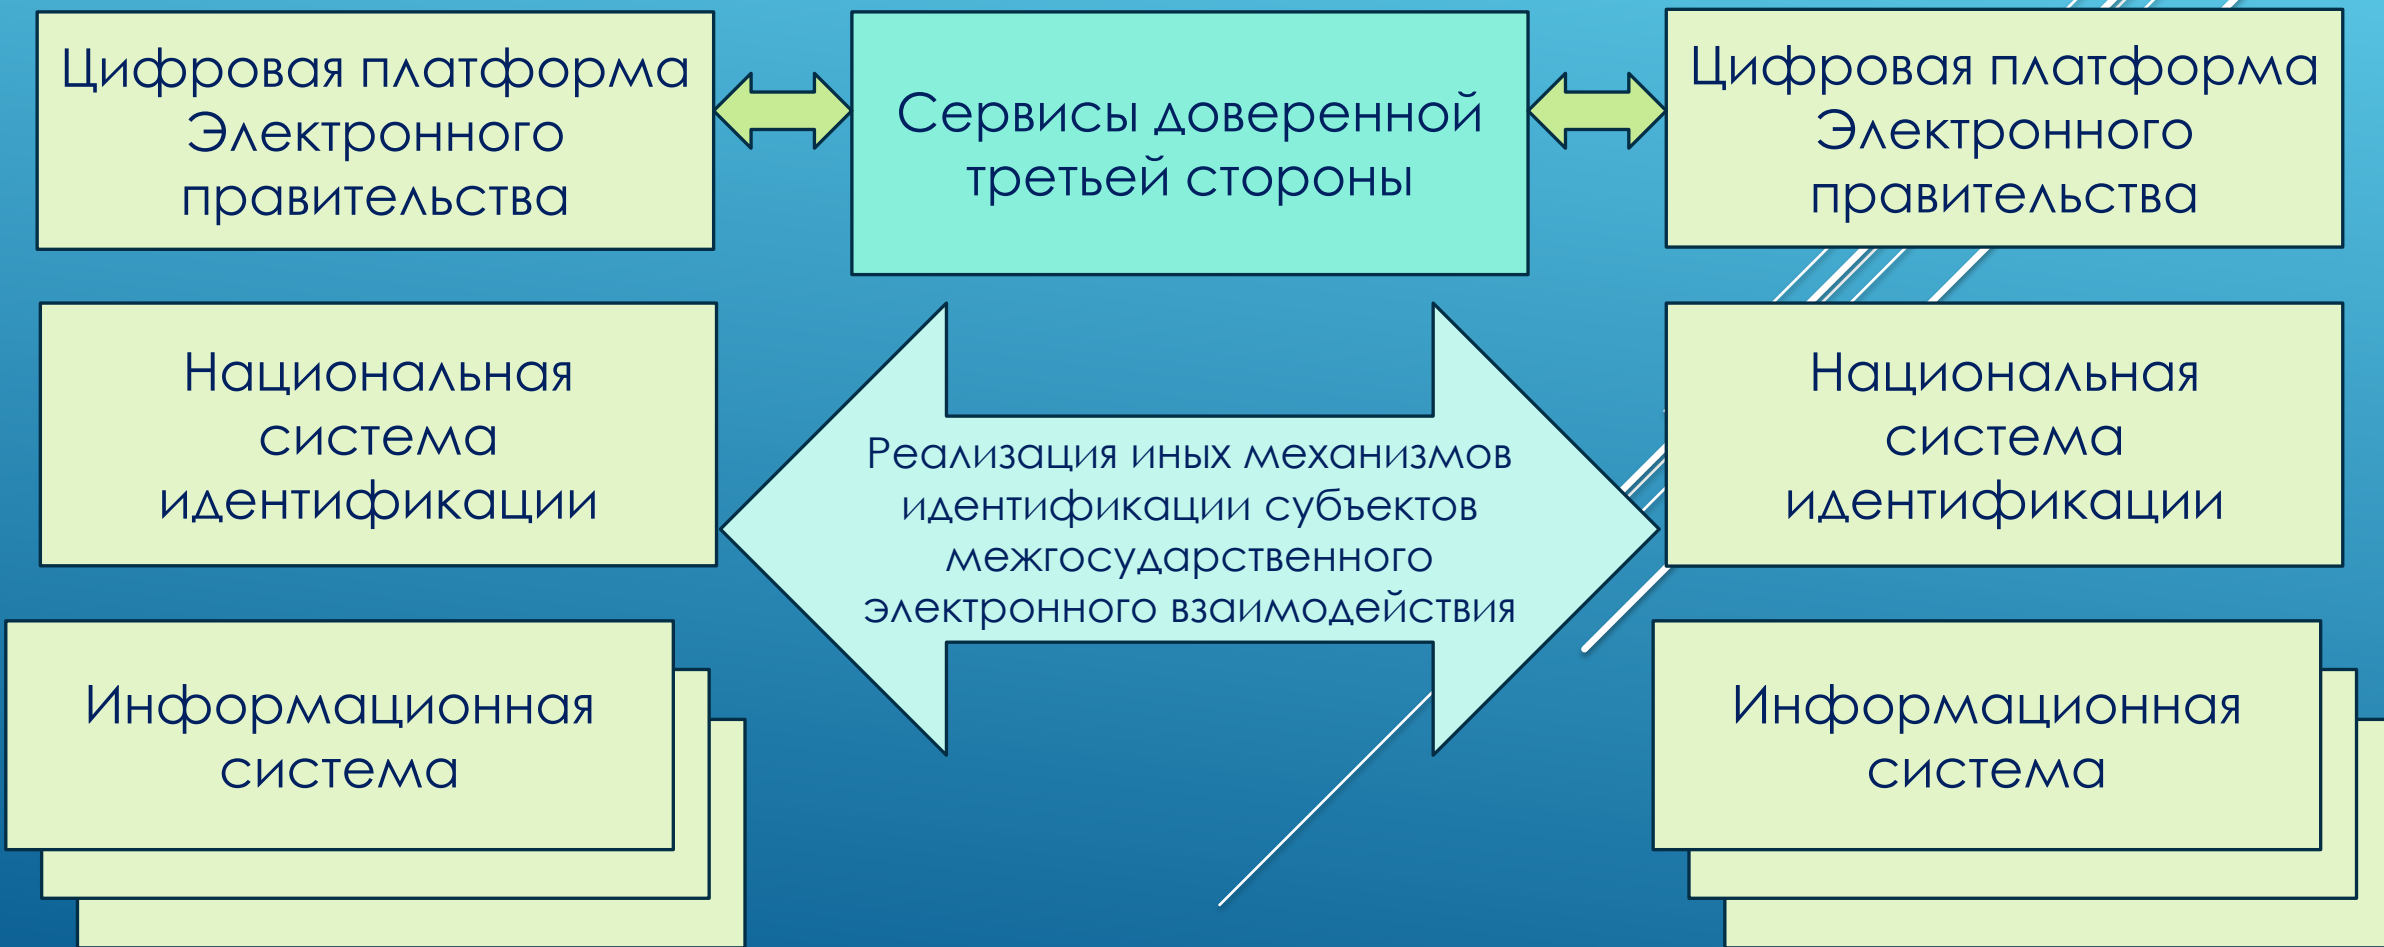 Цифровая платформа
Электронного
правительства
Сервисы доверенной
третьей стороны
Цифровая платформа
Электронного
правительства
Национальная
система
идентификации
Реализация иных механизмов
идентификации субъектов
межгосударственного
электронного взаимодействия
Национальная
система
идентификации
Информационная
система
Информационная
система